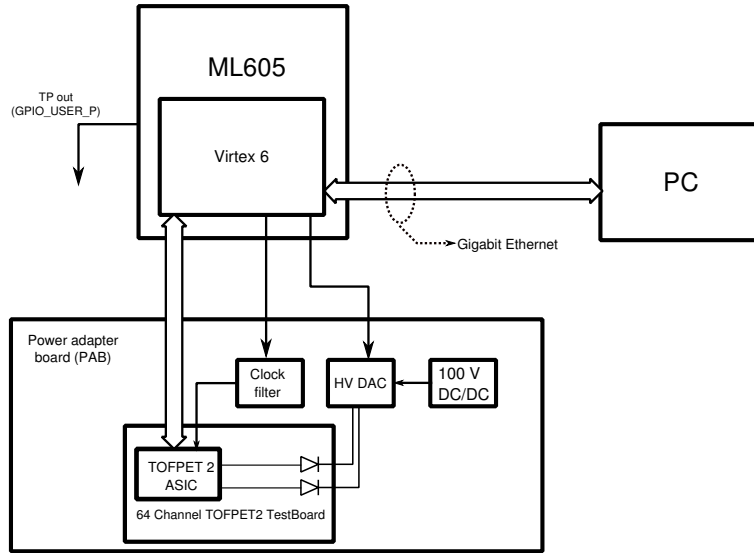 ML605
TP out
(GPIO_USER_P)
Virtex 6
PC
Gigabit Ethernet
Power adapter
board (PAB)
Clock
filter
HV DAC
100 V
DC/DC
TOFPET 2
ASIC
64 Channel TOFPET2 TestBoard